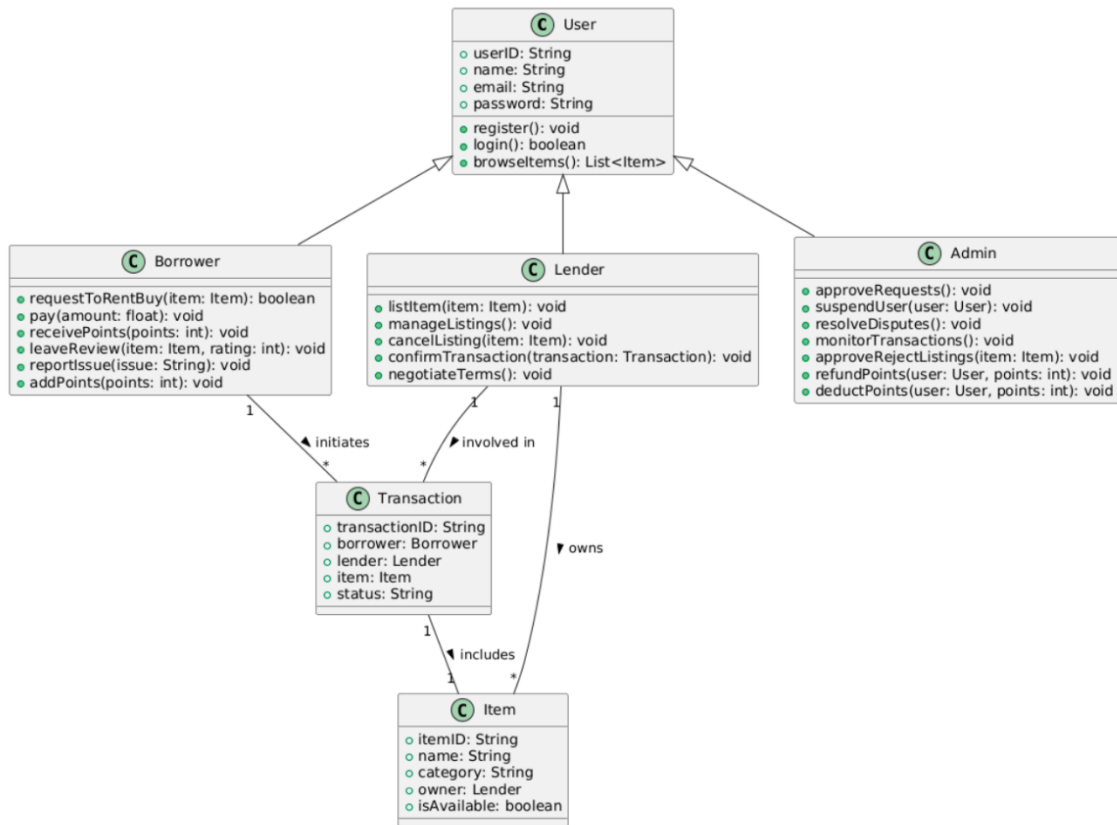 C User
userID: String
name: String
email: String
password: String
register(): void
login(): boolean
browseItems(): List<Item>
C Borrower
requestToRentBuy(item: Item): boolean
pay(amount: float): void
receivePoints(points: int): void
leaveReview(item: Item, rating: int): void
reportIssue(issue: String): void
addPoints(points: int): void
C Lender
listItem(item: Item): void
manageListings(): void
cancelListing(item: Item): void
confirmTransaction(transaction: Transaction): void
negotiateTerms(): void
C Admin
approveRequests(): void
suspendUser(user: User): void
resolveDisputes(): void
monitorTransactions(): void
approveRejectListings(item: Item): void
refundPoints(user: User, points: int): void
deductPoints(user: User, points: int): void
1
initiates
*
1
involved in
*
1
owns
*
C Transaction
transactionID: String
borrower: Borrower
lender: Lender
item: Item
status: String
1
includes
1
C Item
itemID: String
name: String
category: String
owner: Lender
isAvailable: boolean